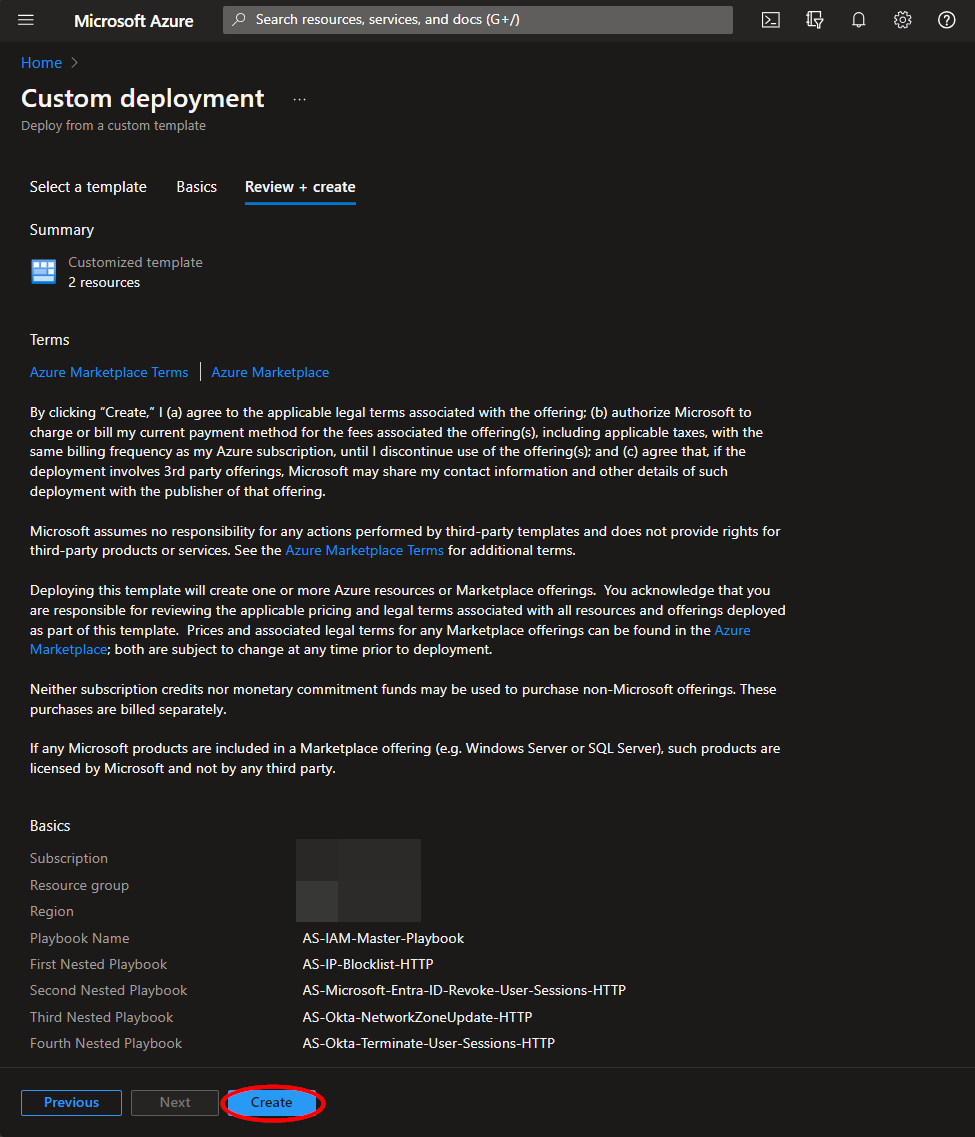 Microsoft Azure
Search resources, services, and docs (G+/)
Home
Custom deployment ...
Deploy from a custom template
Select a template Basics Review + create
Summary
Customized template
2 resources
Terms
Azure Marketplace Terms Azure Marketplace
By clicking “Create,” I (a) agree to the applicable legal terms associated with the offering; (b) authorize Microsoft to
charge or bill my current payment method for the fees associated the offering(s), including applicable taxes, with the
same billing frequency as my Azure subscription, until I discontinue use of the offering(s); and (c) agree that, if the
deployment involves 3rd party offerings, Microsoft may share my contact information and other details of such
deployment with the publisher of that offering.
Microsoft assumes no responsibility for any actions performed by third-party templates and does not provide rights for
third-party products or services. See the Azure Marketplace Terms for additional terms.
Deploying this template will create one or more Azure resources or Marketplace offerings. You acknowledge that you
are responsible for reviewing the applicable pricing and legal terms associated with all resources and offerings deployed
as part of this template. Prices and associated legal terms for any Marketplace offerings can be found in the Azure
Marketplace; both are subject to change at any time prior to deployment.
Neither subscription credits nor monetary commitment funds may be used to purchase non-Microsoft offerings. These
purchases are billed separately.
If any Microsoft products are included in a Marketplace offering (e.g. Windows Server or SQL Server), such products are
licensed by Microsoft and not by any third party.
Basics
Subscription
Resource group
Region
Playbook Name AS-IAM-Master-Playbook
First Nested Playbook AS-IP-Blocklist-HTTP
Second Nested Playbook AS-Microsoft-Entra-ID-Revoke-User-Sessions-HTTP
Third Nested Playbook AS-Okta-NetworkZoneUpdate-HTTP
Fourth Nested Playbook AS-Okta-Terminate-User-Sessions-HTTP
Previous Next Create